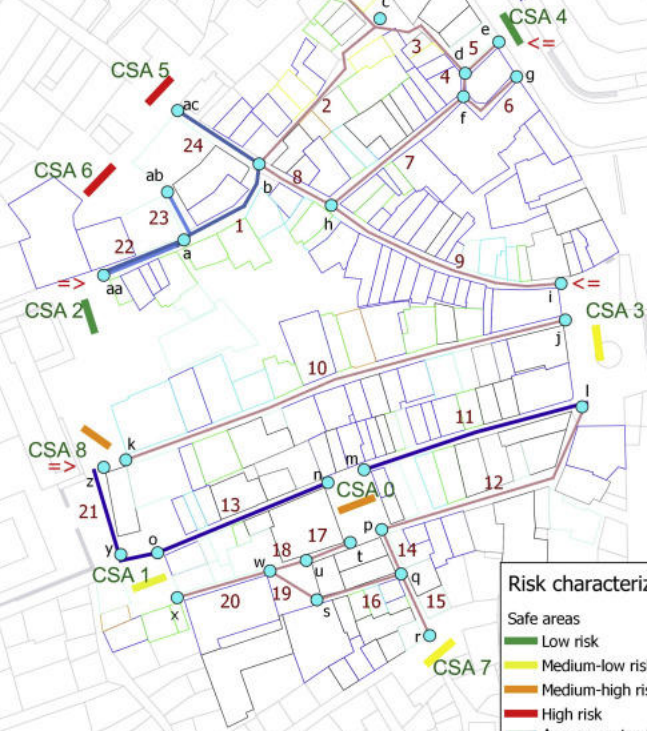 c
CSA 4
e
<=
3
5
d
4
g
6
f
CSA 5
ac
2
24
7
CSA 6
ab
b
8
23
1
h
22
a
9
=>
aa
i
<=
CSA 2
CSA 3
j
10
l
11
k
CSA 8
=>
z
m
n
12
CSA 0
13
21
p
17
o
y
18
t
14
w
u
CSA 1
q
19
x
20
s
16
15
r
CSA 7
Risk characteriz
Safe areas
Low risk
Medium-low ris
Medium-high ri
High risk